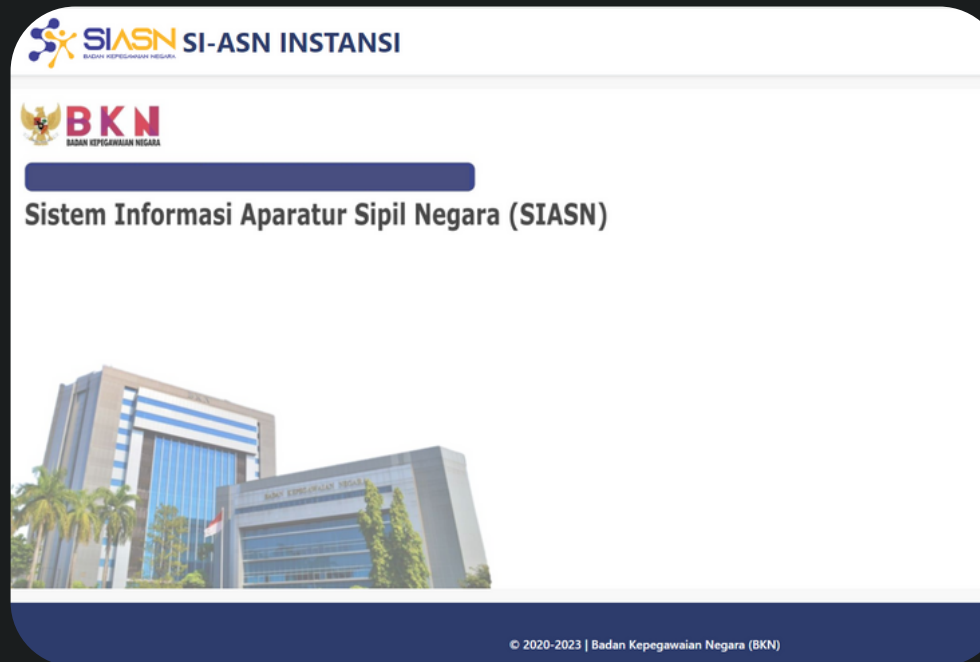 SIASN SI-ASN INSTANSI
BADAN KEPEGAWAIAN NEGARA
BKN
BADAN KEPEGAWAIAN NEGARA
Sistem Informasi Aparatur Sipil Negara (SIASN)
BADAN KEPEGAWAIAN NEGARA
© 2020-2023 | Badan Kepegawaian Negara (BKN)